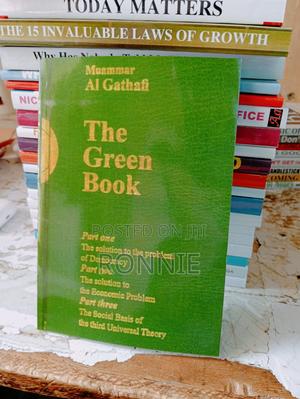 TODAY MATTERS
THE 15 INVALUABLE LAWS OF GROWTH
Muammar
Al Gathafi
The
Green
Book
POSTED ON JIJI
RONNIE
Part one
The solution to the problem
of Democracy
Part two
The solution to
the Economic Problem
Part three
The Social Basis of
the third Universal Theory